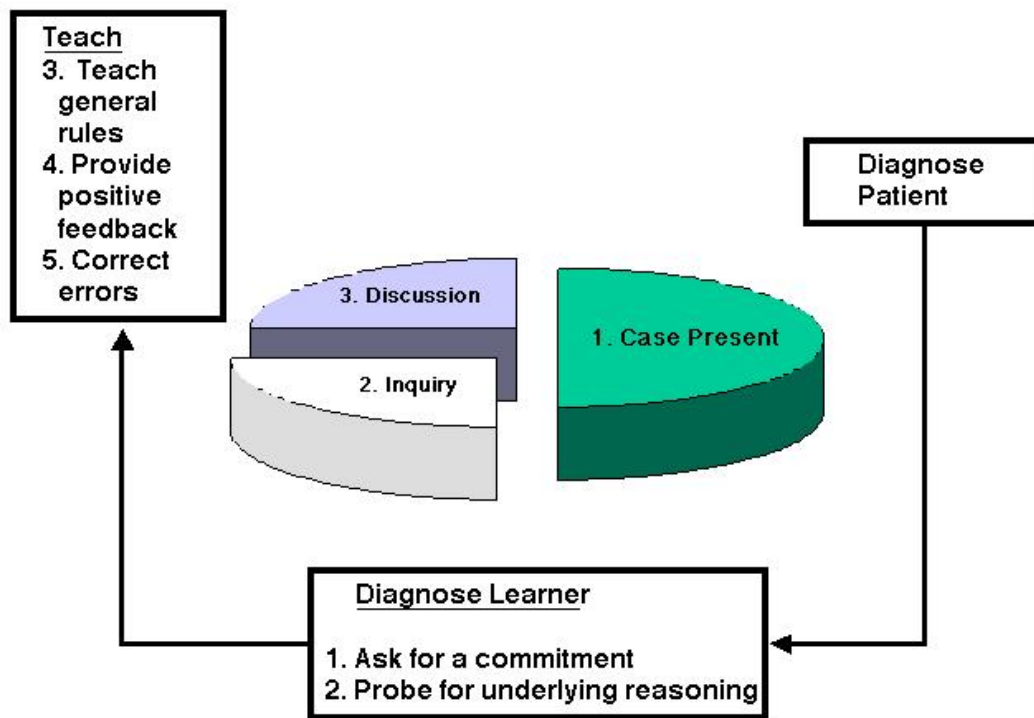 Teach
3. Teach
general
rules
4. Provide
positive
feedback
5. Correct
errors
Diagnose
Patient
3. Discussion
1. Case Present
2. Inquiry
Diagnose Learner
1. Ask for a commitment
2. Probe for underlying reasoning